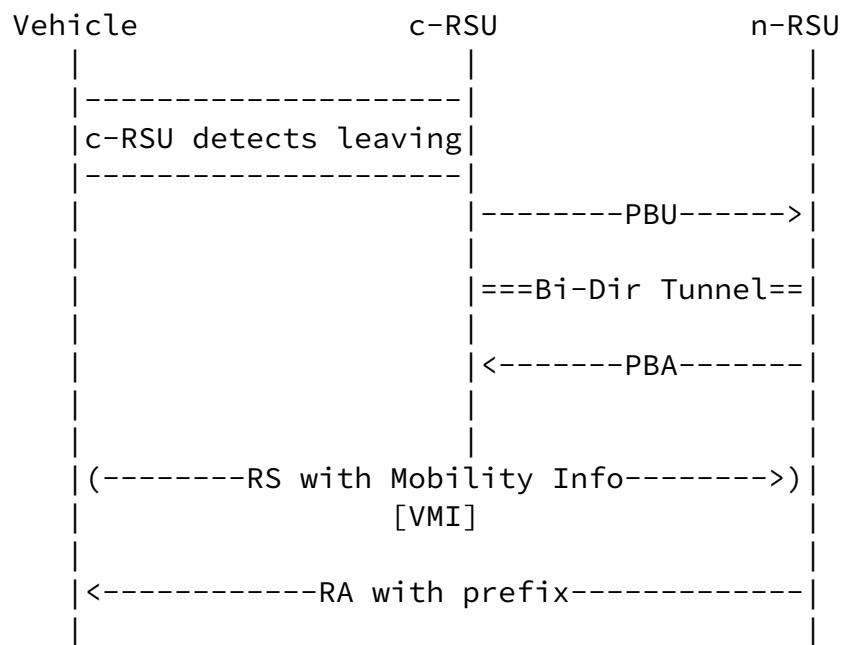 Vehicle c-RSU n-RSU
c-RSU detects leaving
PBU
Bi-Dir Tunnel
PBA
RS with Mobility Info
[VMI]
RA with prefix